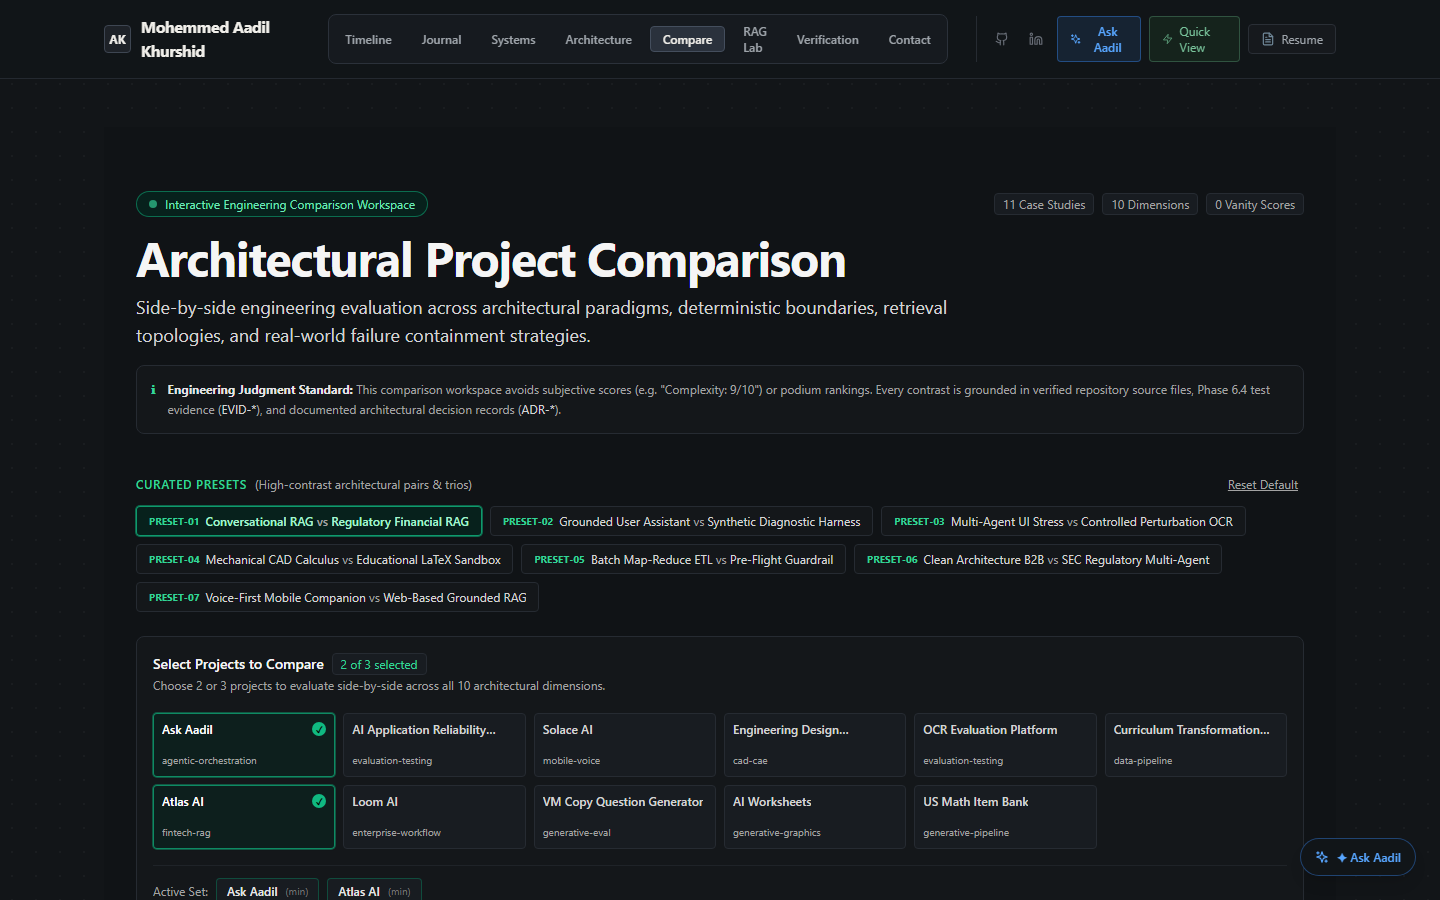 AK
Mohemmed Aadil
Khurshid
Timeline
Journal
Systems
Architecture
Compare
RAG
Lab
Verification
Contact
Ask
Aadil
Quick
View
Resume
Interactive Engineering Comparison Workspace
11 Case Studies
10 Dimensions
0 Vanity Scores
Architectural Project Comparison
Side-by-side engineering evaluation across architectural paradigms, deterministic boundaries, retrieval
topologies, and real-world failure containment strategies.
Engineering Judgment Standard: This comparison workspace avoids subjective scores (e.g. "Complexity: 9/10") or podium rankings. Every contrast is grounded in verified repository source files, Phase 6.4 test
evidence (EVID-*), and documented architectural decision records (ADR-*).
CURATED PRESETS (High-contrast architectural pairs & trios)
Reset Default
PRESET-01 Conversational RAG vs Regulatory Financial RAG
PRESET-02 Grounded User Assistant vs Synthetic Diagnostic Harness
PRESET-03 Multi-Agent UI Stress vs Controlled Perturbation OCR
PRESET-04 Mechanical CAD Calculus vs Educational LaTeX Sandbox
PRESET-05 Batch Map-Reduce ETL vs Pre-Flight Guardrail
PRESET-06 Clean Architecture B2B vs SEC Regulatory Multi-Agent
PRESET-07 Voice-First Mobile Companion vs Web-Based Grounded RAG
Select Projects to Compare
2 of 3 selected
Choose 2 or 3 projects to evaluate side-by-side across all 10 architectural dimensions.
Ask Aadil
agentic-orchestration
AI Application Reliability...
evaluation-testing
Solace AI
mobile-voice
Engineering Design...
cad-cae
OCR Evaluation Platform
evaluation-testing
Curriculum Transformation...
data-pipeline
Atlas AI
fintech-rag
Loom AI
enterprise-workflow
VM Copy Question Generator
generative-eval
AI Worksheets
generative-graphics
US Math Item Bank
generative-pipeline
Active Set:
Ask Aadil (min)
Atlas AI (min)
✦ Ask Aadil